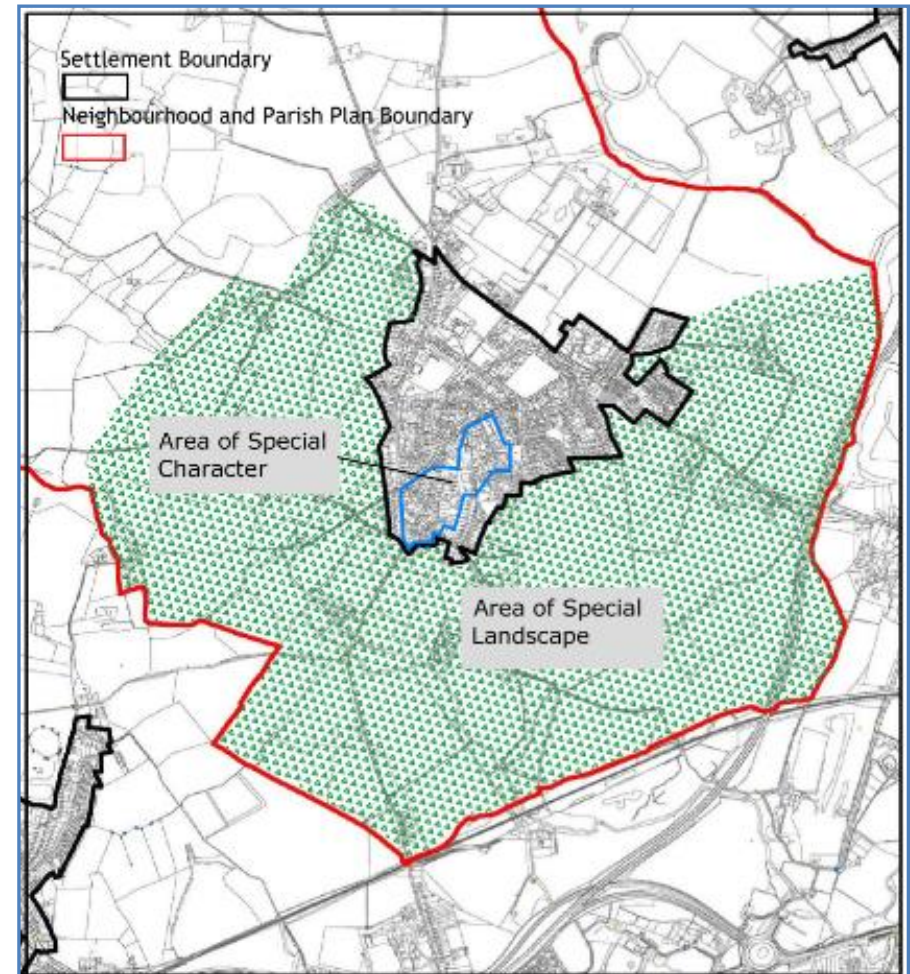 Settlement Boundary
Neighbourhood and Parish Plan Boundary
Area of Special
Character
Area of Special
Landscape